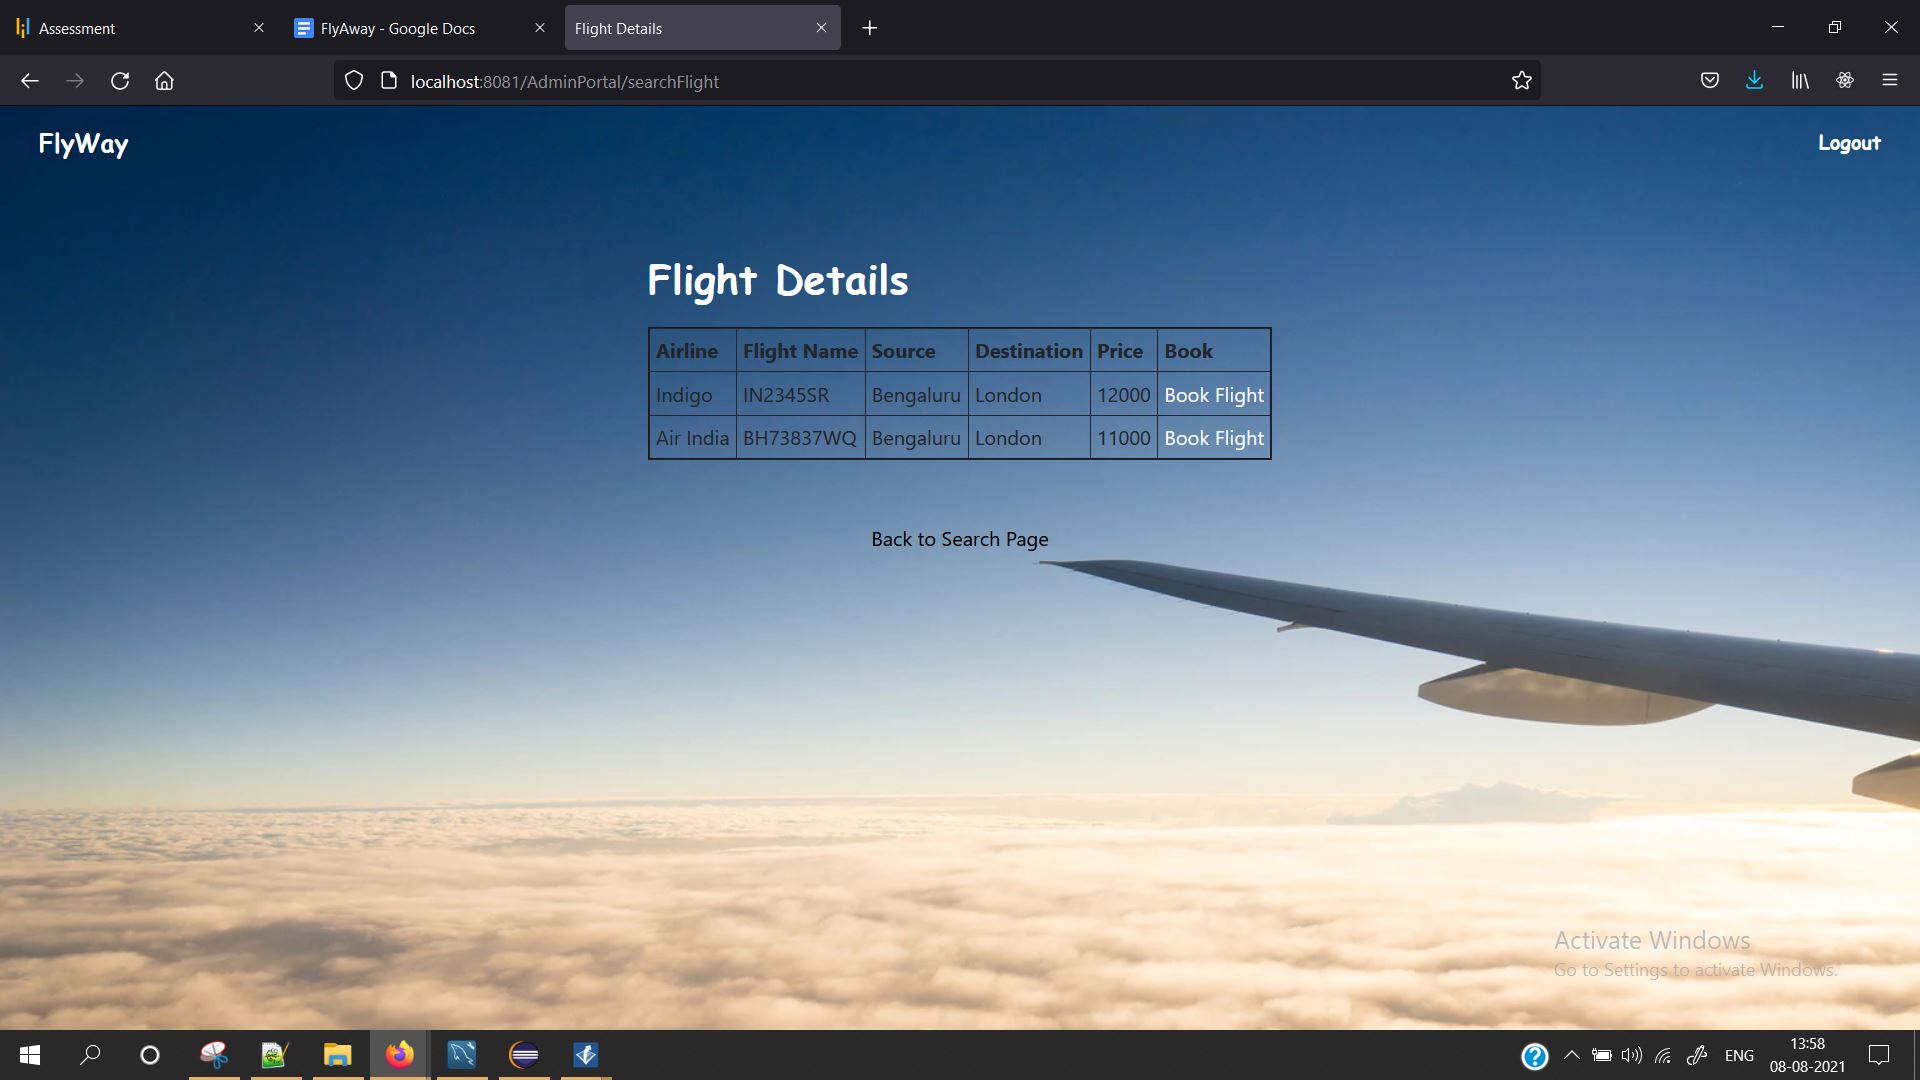 Assessment
FlyAway - Google Docs
Flight Details
localhost:8081/AdminPortal/searchFlight
FlyWay
Logout
Flight Details
Airline Flight Name Source Destination Price Book
Indigo IN2345SR Bengaluru London 12000 Book Flight
Air India BH73837WQ Bengaluru London 11000 Book Flight
Back to Search Page
Activate Windows
Go to Settings to activate Windows.
ENG
13:58
08-08-2021